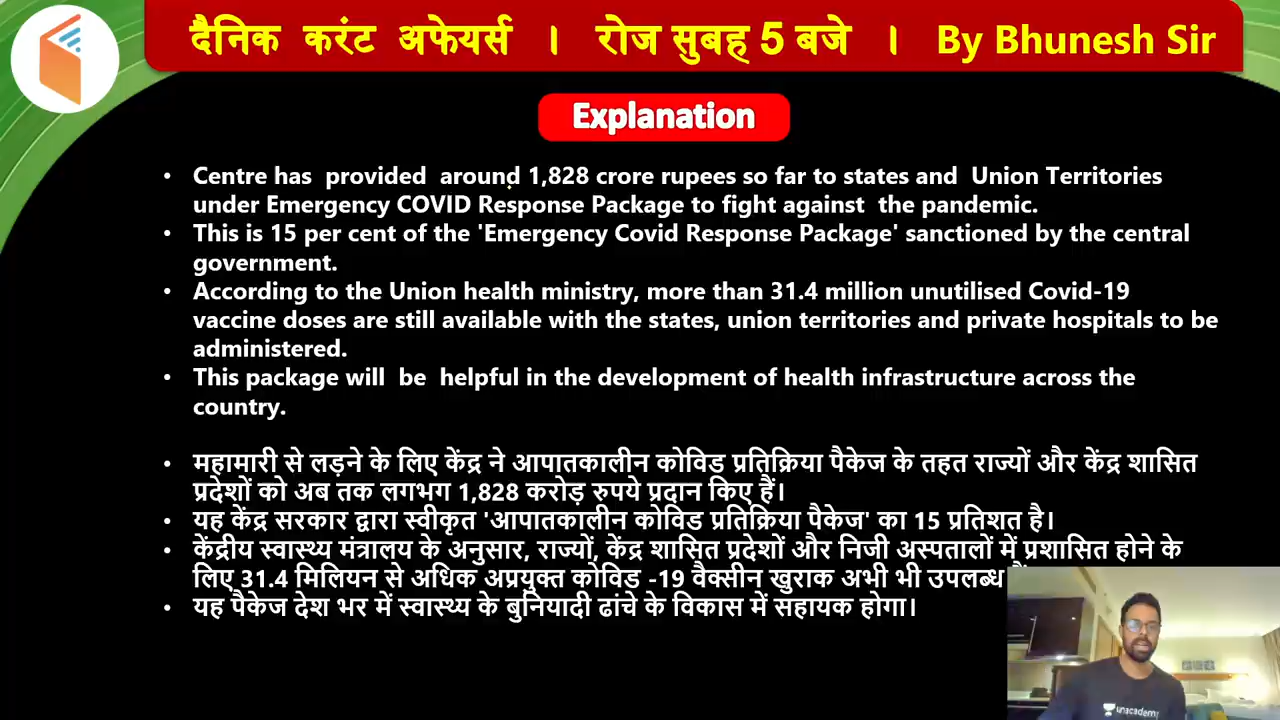 दैनिक करंट अफेयर्स । रोज सुबह 5 बजे । By Bhunesh Sir
Explanation
• Centre has provided around 1,828 crore rupees so far to states and Union Territories
under Emergency COVID Response Package to fight against the pandemic.
• This is 15 per cent of the 'Emergency Covid Response Package' sanctioned by the central
government.
• According to the Union health ministry, more than 31.4 million unutilised Covid-19
vaccine doses are still available with the states, union territories and private hospitals to be
administered.
• This package will be helpful in the development of health infrastructure across the
country.
• महामारी से लड़ने के लिए केंद्र ने आपातकालीन कोविड प्रतिक्रिया पैकेज के तहत राज्यों और केंद्र शासित
प्रदेशों को अब तक लगभग 1,828 करोड़ रुपये प्रदान किए हैं।
• यह केंद्र सरकार द्वारा स्वीकृत 'आपातकालीन कोविड प्रतिक्रिया पैकेज' का 15 प्रतिशत है।
• केंद्रीय स्वास्थ्य मंत्रालय के अनुसार, राज्यों, केंद्र शासित प्रदेशों और निजी अस्पतालों में प्रशासित होने के
लिए 31.4 मिलियन से अधिक अप्रयुक्त कोविड -19 वैक्सीन खुराक अभी भी उपलब्ध
• यह पैकेज देश भर में स्वास्थ्य के बुनियादी ढांचे के विकास में सहायक होगा।
unacademy